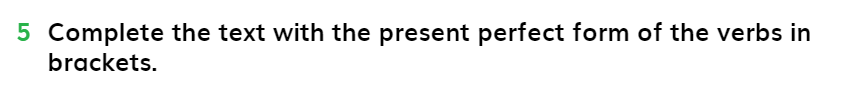 5 Complete the text with the present perfect form of the verbs in
brackets.